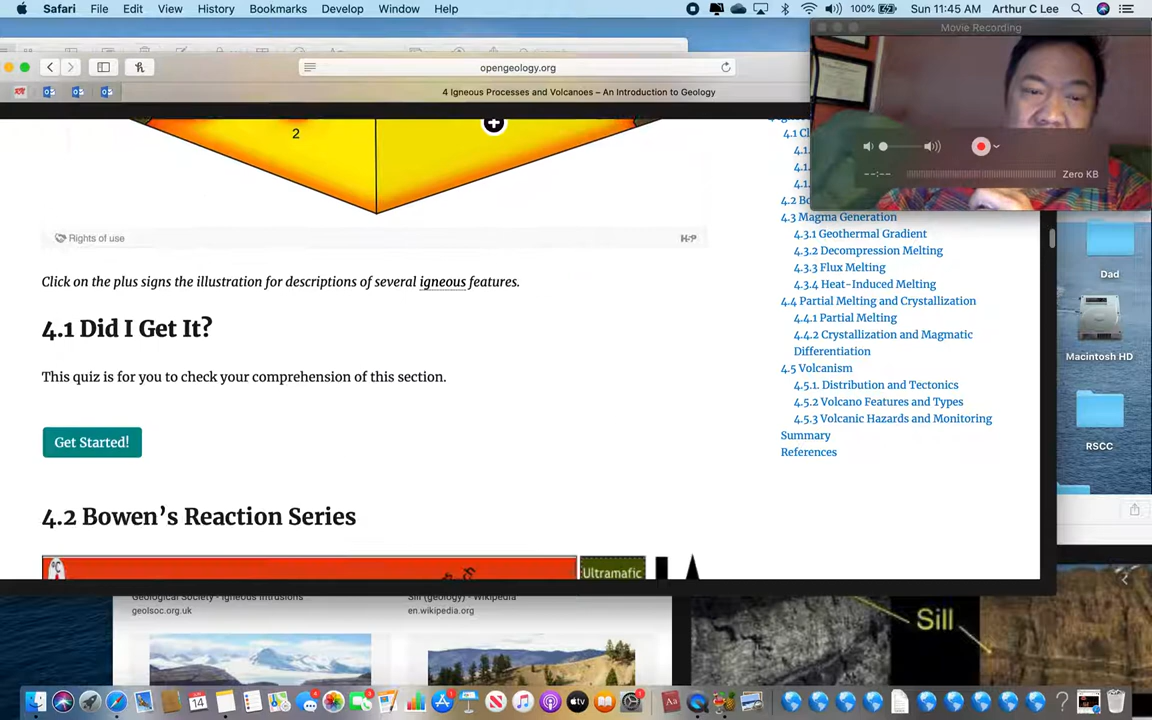 Safari File Edit View History Bookmarks Develop Window Help 100% Sun 11:45 AM Arthur C Lee
Movie Recording
opengeology.org
4 Igneous Processes and Volcanoes – An Introduction to Geology
--:-- Zero KB
2
Rights of use H-P
Click on the plus signs the illustration for descriptions of several igneous features.
4.1 Did I Get It?
This quiz is for you to check your comprehension of this section.
Get Started!
4.2 Bowen's Reaction Series
°C
Ultramafic
4.3 Magma Generation
4.3.1 Geothermal Gradient
4.3.2 Decompression Melting
4.3.3 Flux Melting
4.3.4 Heat-Induced Melting
4.4 Partial Melting and Crystallization
4.4.1 Partial Melting
4.4.2 Crystallization and Magmatic
Differentiation
4.5 Volcanism
4.5.1. Distribution and Tectonics
4.5.2 Volcano Features and Types
4.5.3 Volcanic Hazards and Monitoring
Summary
References
Dad
Macintosh HD
RSCC
Geological Society - Igneous Intrusions
geolsoc.org.uk
Sill (geology) - Wikipedia
en.wikipedia.org
Sill